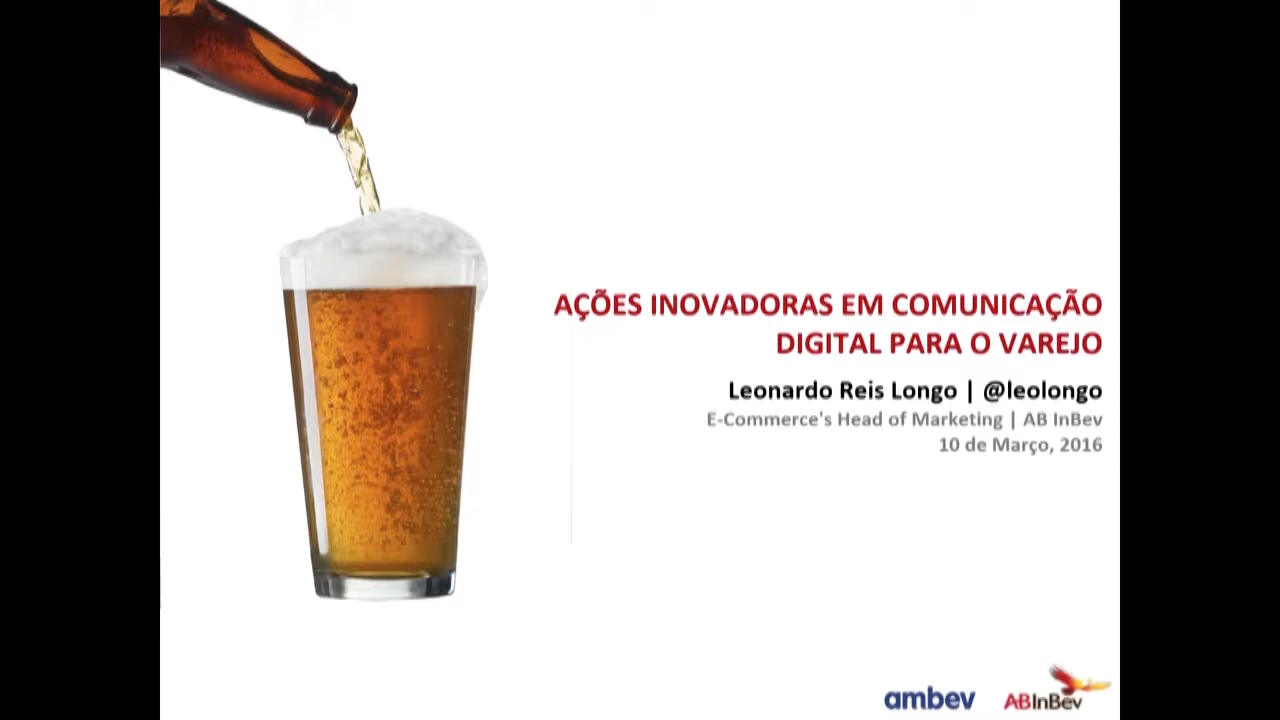 AÇÕES INOVADORAS EM COMUNICAÇÃO
DIGITAL PARA O VAREJO
Leonardo Reis Longo | @leolongo
E-Commerce's Head of Marketing | AB InBev
10 de Março, 2016
ambev
ABInBev